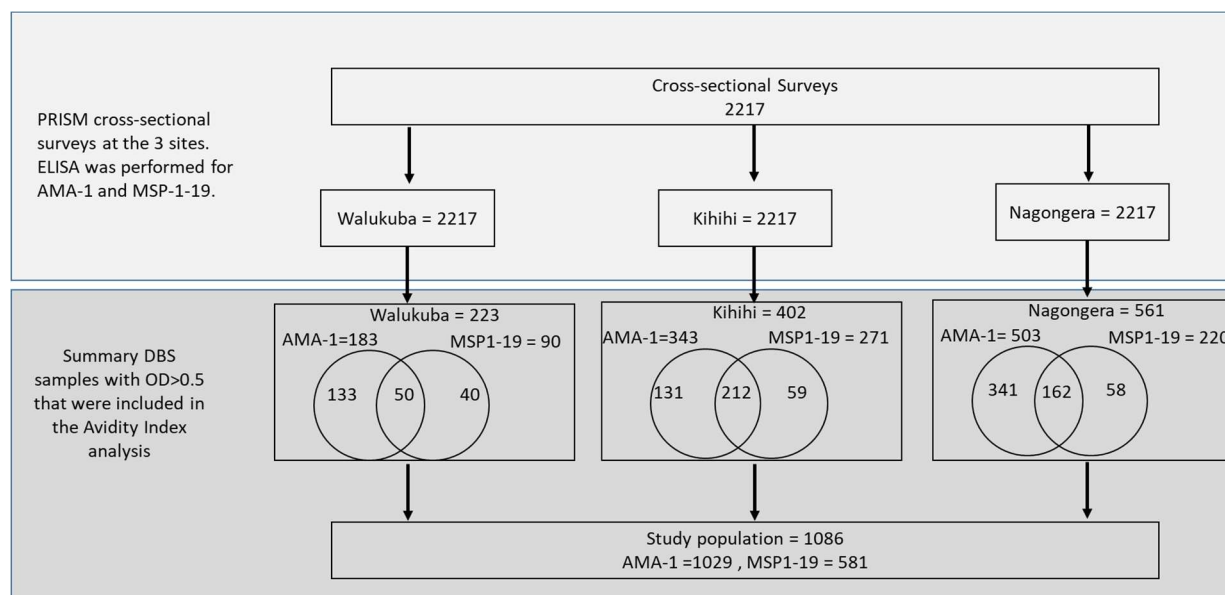 Cross-sectional Surveys
2217
PRISM cross-sectional
surveys at the 3 sites.
ELISA was performed for
AMA-1 and MSP-1-19.
Walukuba = 2217
Kihihi = 2217
Nagongera = 2217
Summary DBS
samples with OD>0.5
that were included in
the Avidity Index
analysis
Walukuba = 223
AMA-1=183
MSP1-19 = 90
133
50
40
Kihihi = 402
AMA-1=343
MSP1-19 = 271
131
212
59
Nagongera = 561
AMA-1= 503
MSP1-19 = 220
341
162
58
Study population = 1086
AMA-1 =1029 , MSP1-19 = 581